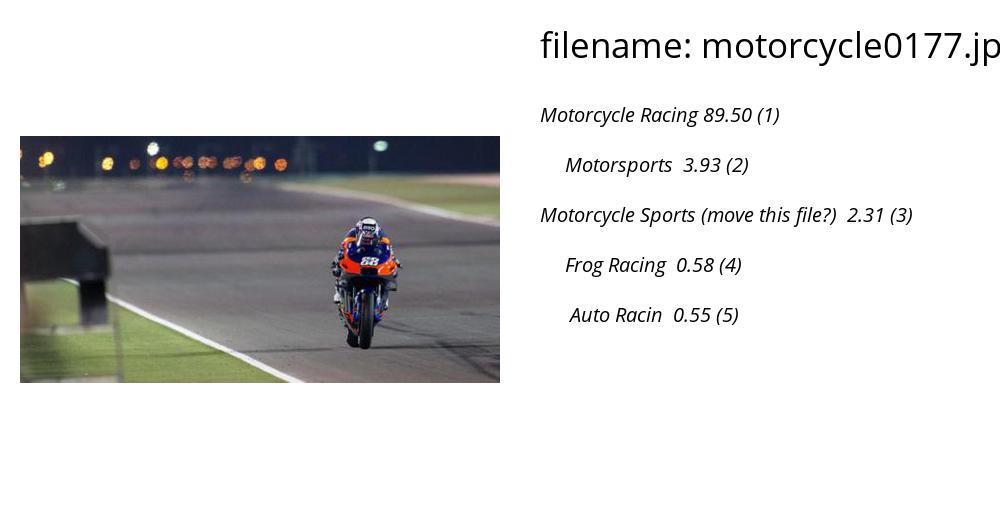 filename: motorcycle0177.jp
Motorcycle Racing 89.50 (1)
Motorsports 3.93 (2)
Motorcycle Sports (move this file?) 2.31 (3)
Frog Racing 0.58 (4)
Auto Racin 0.55 (5)